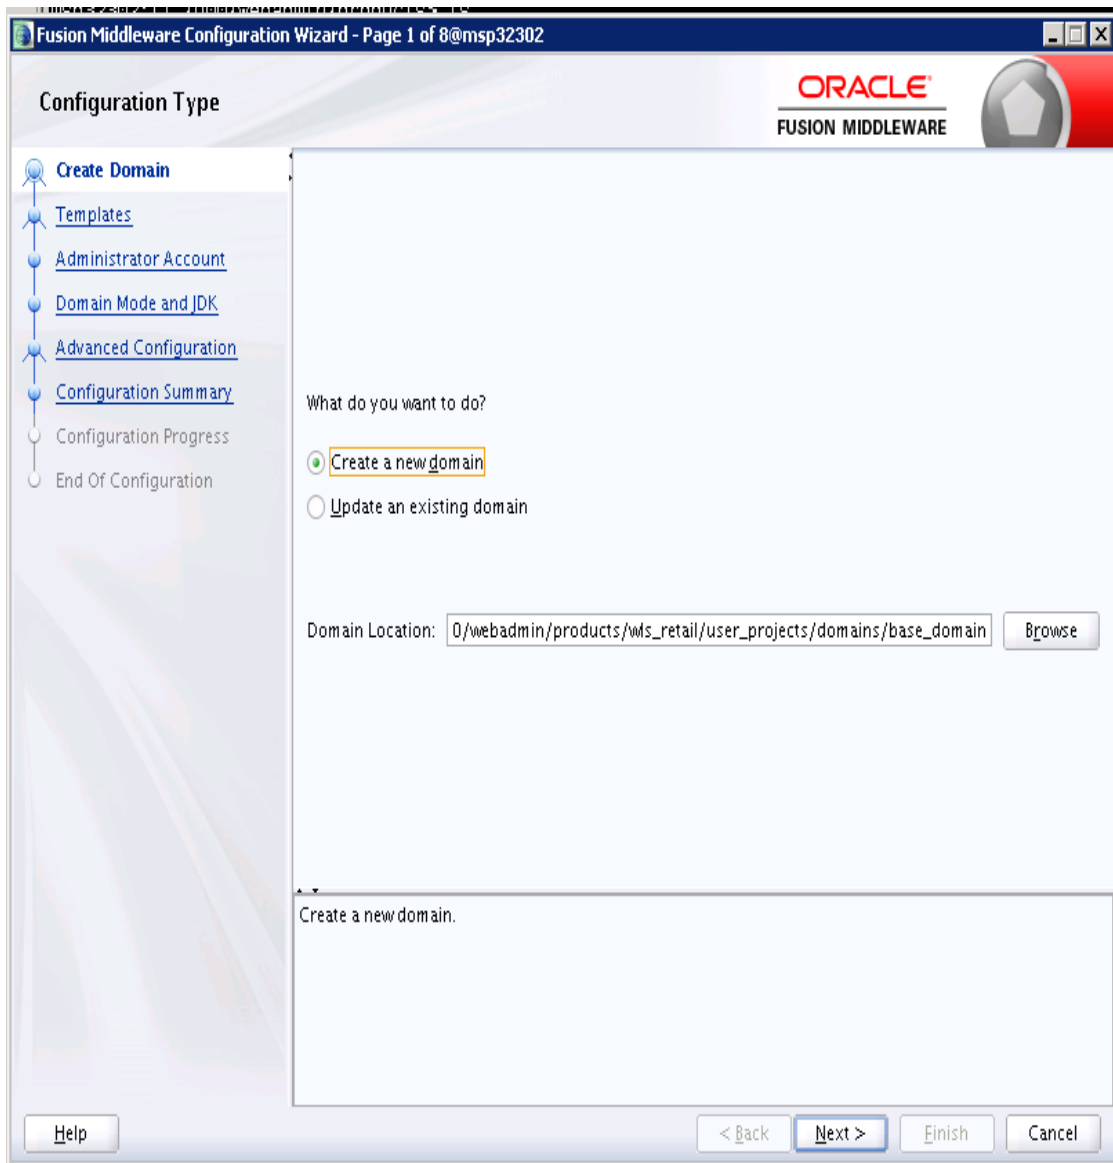 Fusion Middleware Configuration Wizard - Page 1 of 8@msp32302
Configuration Type
ORACLE
FUSION MIDDLEWARE
Create Domain
Templates
Administrator Account
Domain Mode and JDK
Advanced Configuration
Configuration Summary
Configuration Progress
End Of Configuration
What do you want to do?
Create a new domain
Update an existing domain
Domain Location: 0/webadmin/products/wls_retail/user_projects/domains/base_domain Browse
Create a new domain.
Help < Back Next > Finish Cancel